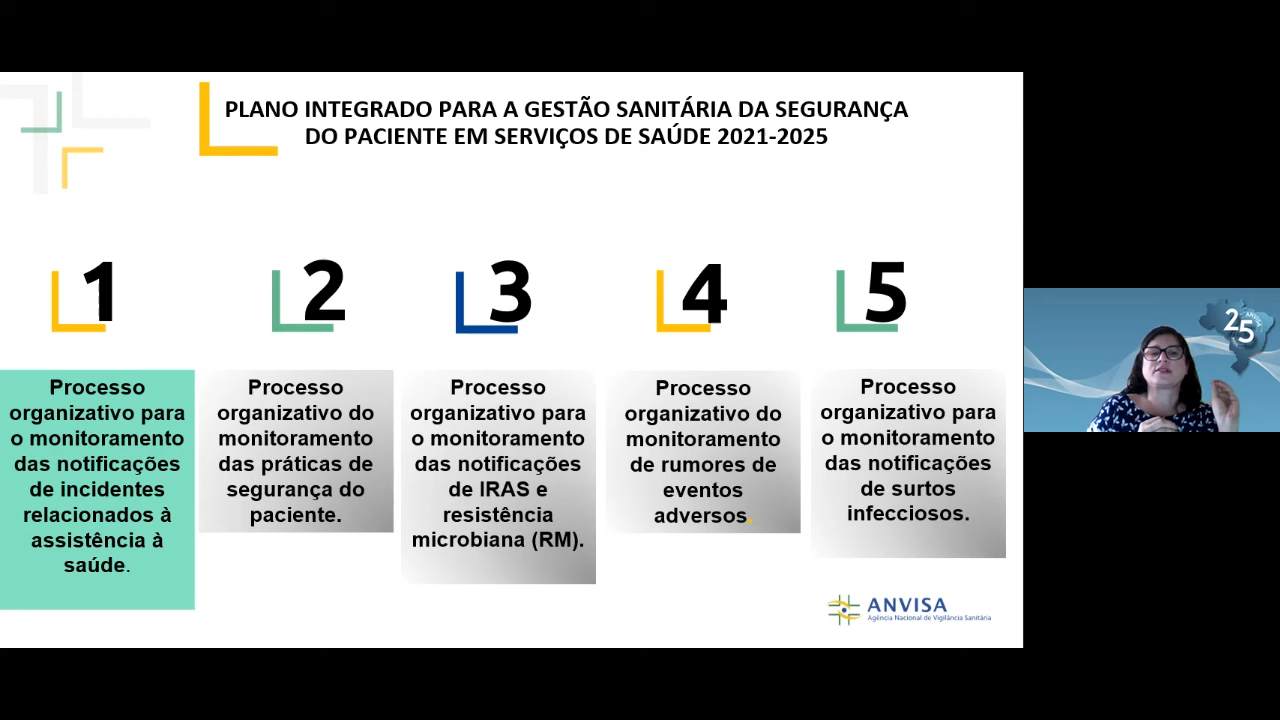 PLANO INTEGRADO PARA A GESTÃO SANITÁRIA DA SEGURANÇA
DO PACIENTE EM SERVIÇOS DE SAÚDE 2021-2025
1
Processo
organizativo para
o monitoramento
das notificações
de incidentes
relacionados à
assistência à
saúde.
2
Processo
organizativo do
monitoramento
das práticas de
segurança do
paciente.
3
Processo
organizativo para
o monitoramento
das notificações
de IRAS e
resistência
microbiana (RM).
4
Processo
organizativo do
monitoramento
de rumores de
eventos
adversos.
5
Processo
organizativo para
o monitoramento
das notificações
de surtos
infecciosos.
ANVISA
Agência Nacional de Vigilância Sanitária
25
ANVISA